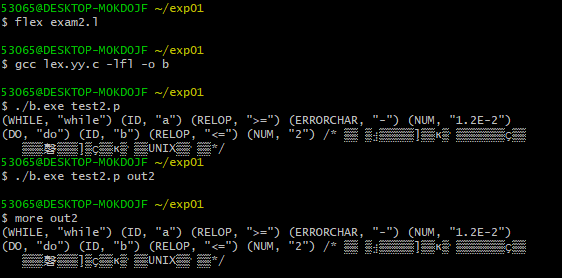 53065@DESKTOP-MOKDOJF ~/exp01
$ flex exam2.l
53065@DESKTOP-MOKDOJF ~/exp01
$ gcc lex.yy.c -lfl -o b
53065@DESKTOP-MOKDOJF ~/exp01
$ ./b.exe test2.p
(WHILE, "while") (ID, "a") (RELOP, ">=") (ERRORCHAR, "-") (NUM, "1.2E-2")
(DO, "do") (ID, "b") (RELOP, "<=") (NUM, "2") /*
UNIX */
53065@DESKTOP-MOKDOJF ~/exp01
$ ./b.exe test2.p out2
53065@DESKTOP-MOKDOJF ~/exp01
$ more out2
(WHILE, "while") (ID, "a") (RELOP, ">=") (ERRORCHAR, "-") (NUM, "1.2E-2")
(DO, "do") (ID, "b") (RELOP, "<=") (NUM, "2") /*
UNIX */